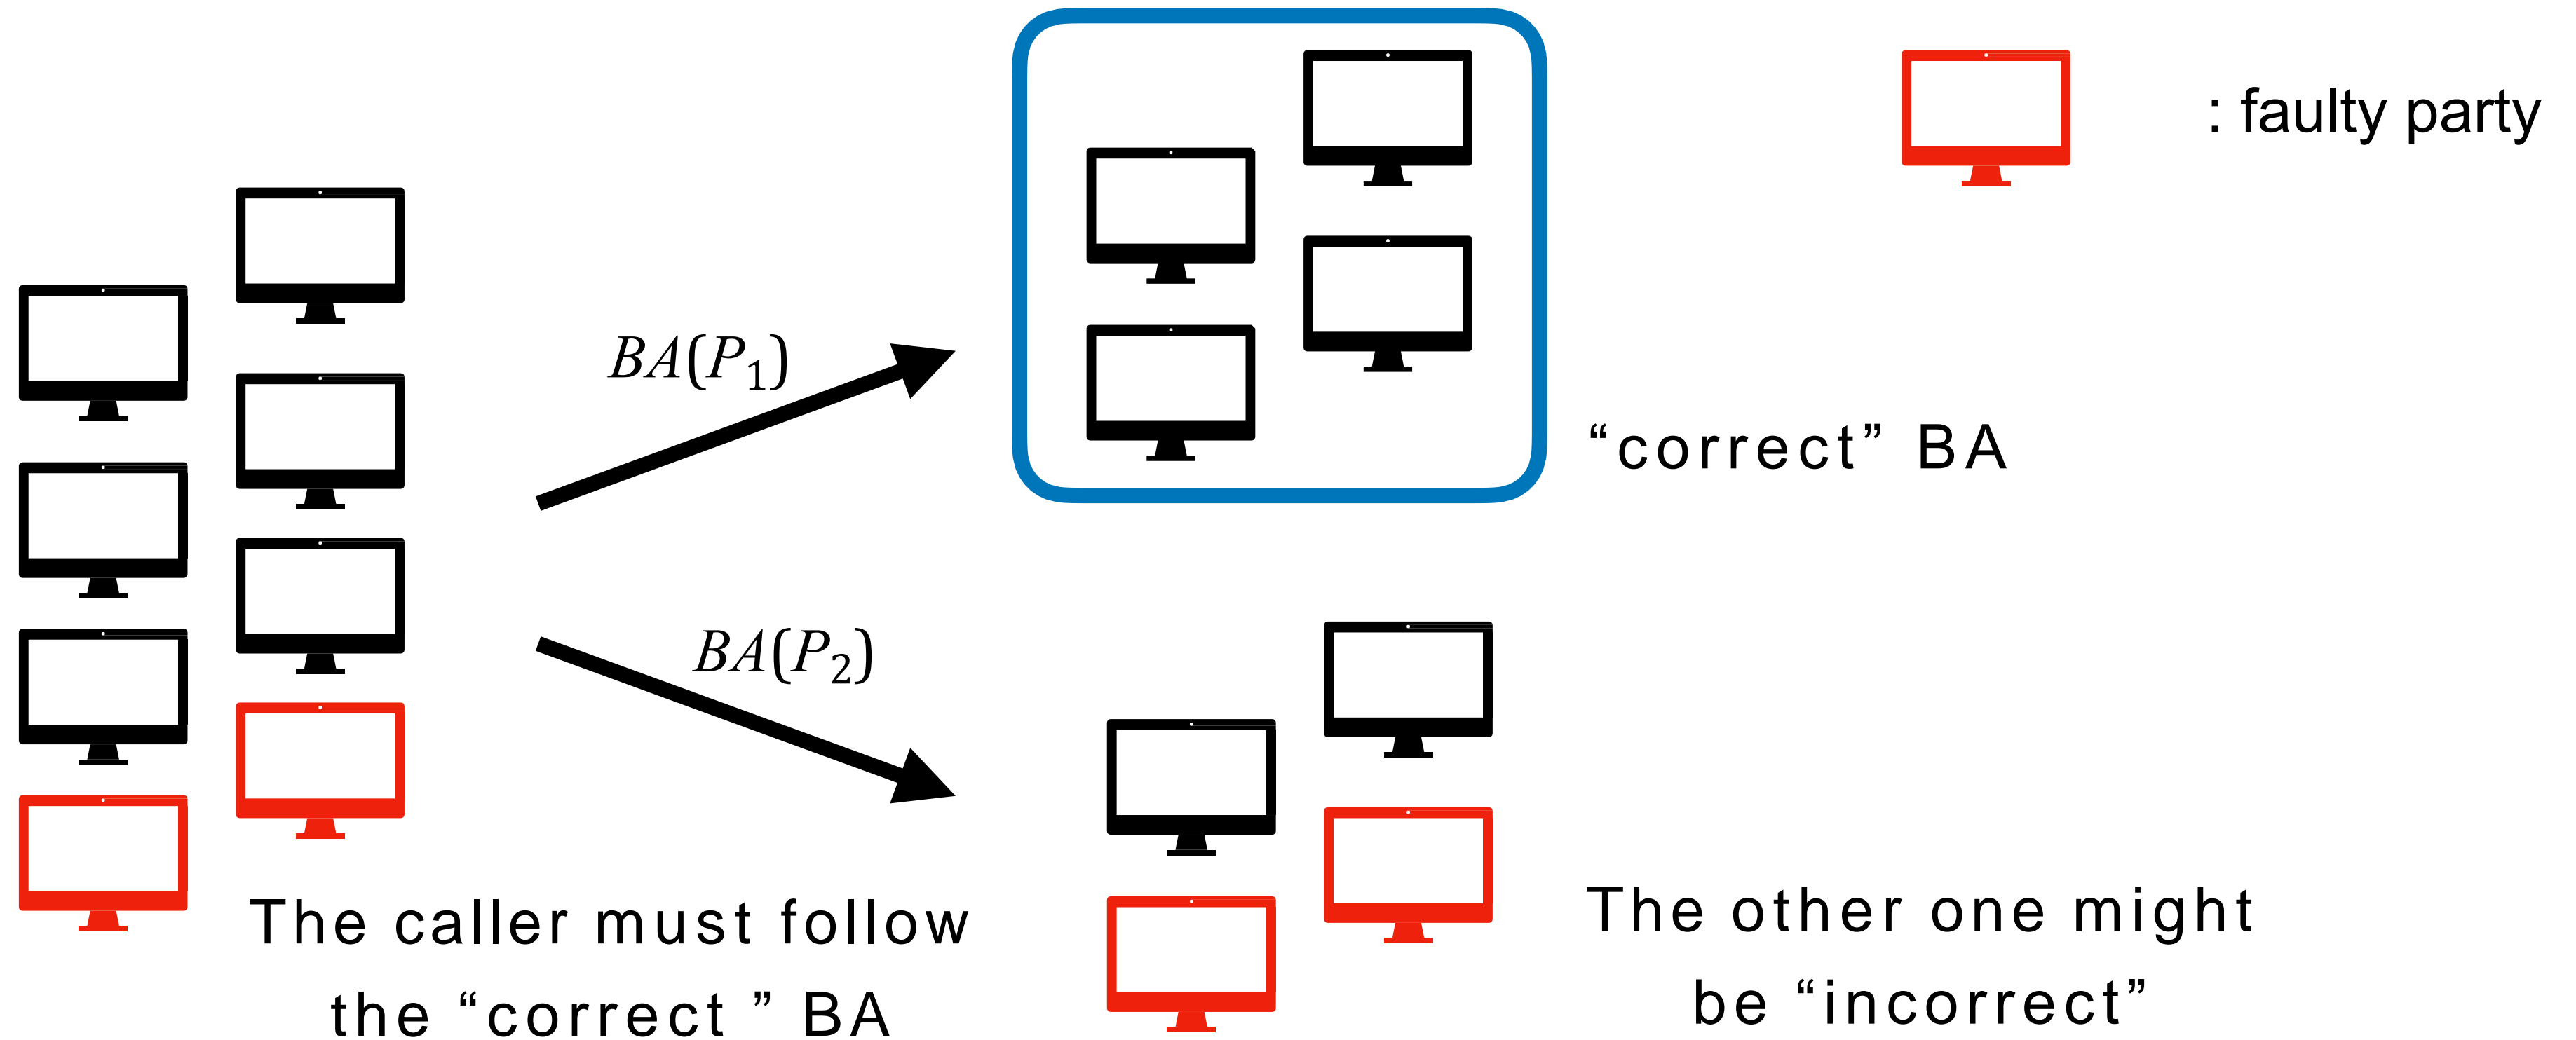 : faulty party
BA(P₁)
“correct” BA
BA(P₂)
The caller must follow
the “correct ” BA
The other one might
be “incorrect”